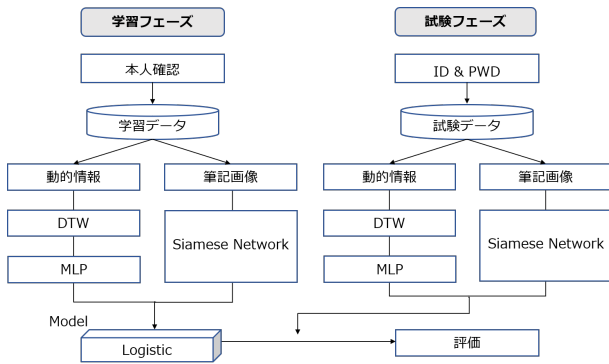 学習フェーズ
試験フェーズ
本人確認
ID & PWD
学習データ
試験データ
動的情報
筆記画像
動的情報
筆記画像
DTW
Siamese Network
DTW
Siamese Network
MLP
MLP
Model
Logistic
評価